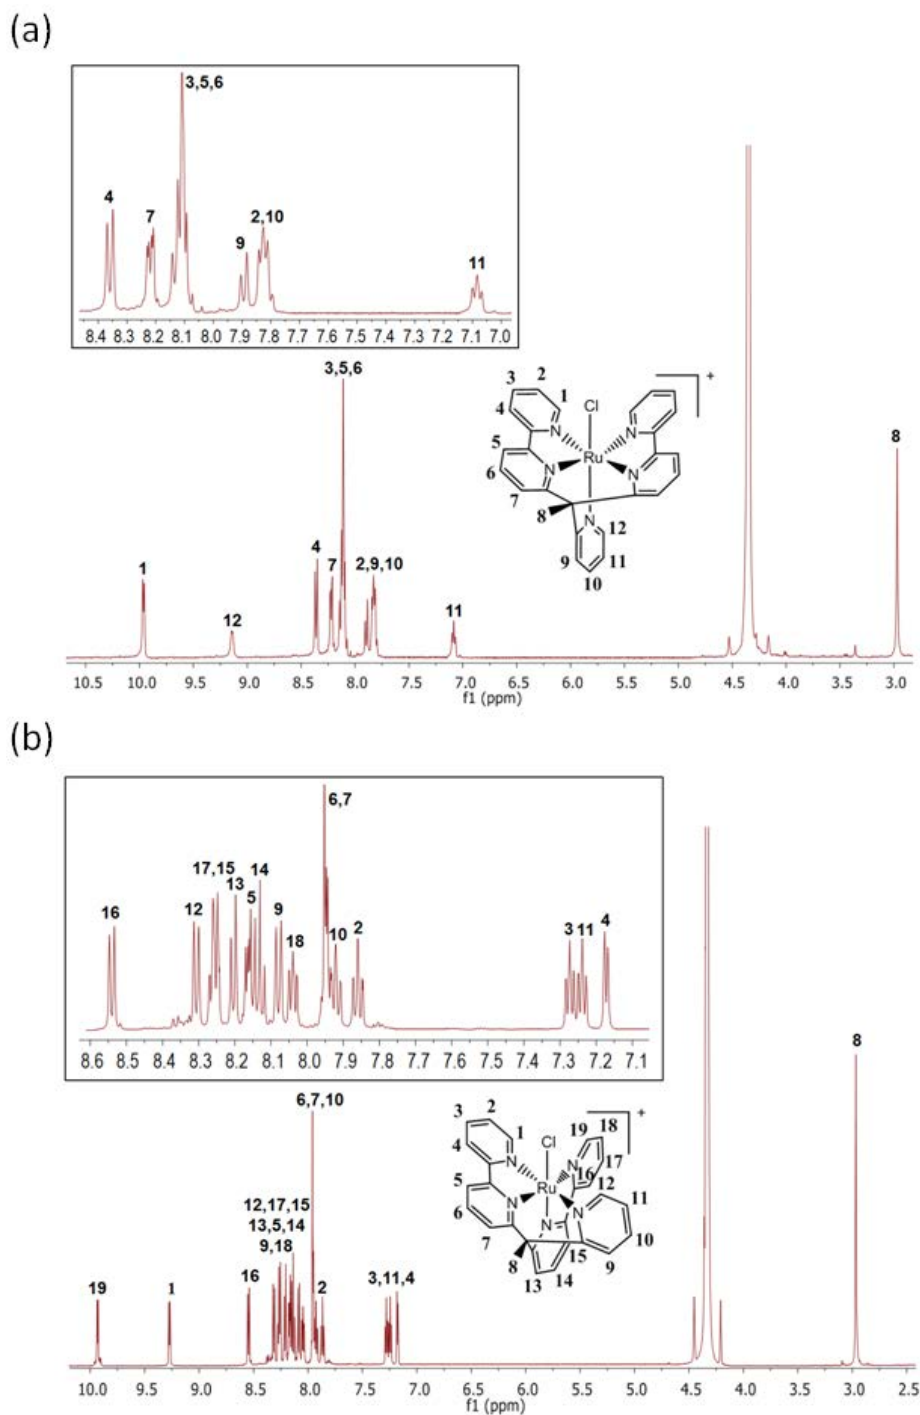 (a)
3,5,6
4
7
2,10
9
11
8.4 8.3 8.2 8.1 8.0 7.9 7.8 7.7 7.6 7.5 7.4 7.3 7.2 7.1 7.0
3,5,6
3 2
4 1
Cl
+
N N
5 Ru
6 N N
7
8 N 12
9 11
10
8
1
12
4
7
2,9,10
11
10.5 10.0 9.5 9.0 8.5 8.0 7.5 7.0 6.5 6.0 5.5 5.0 4.5 4.0 3.5 3.0
f1 (ppm)
(b)
6,7
17,15
14
13
16
12
5
9
18
10
2
3 11 4
8.6 8.5 8.4 8.3 8.2 8.1 8.0 7.9 7.8 7.7 7.6 7.5 7.4 7.3 7.2 7.1
8
6,7,10
3 2
4 1
Cl
+
19 18
17
N N 16
12
5 Ru 11
6 N N N
10
7 15
8 9
13 14
12,17,15
13,5,14
9,18
19
1
16
2
3,11,4
10.0 9.5 9.0 8.5 8.0 7.5 7.0 6.5 6.0 5.5 5.0 4.5 4.0 3.5 3.0 2.5
f1 (ppm)